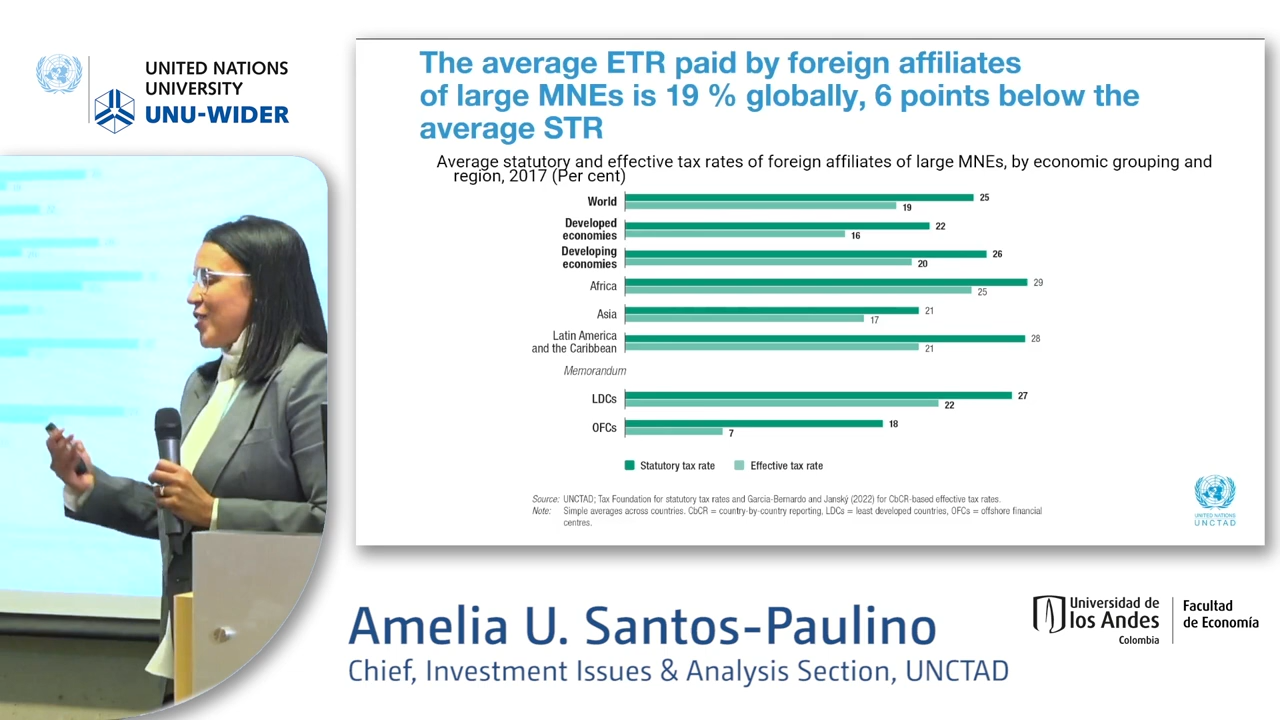 UNITED NATIONS
UNIVERSITY
UNU-WIDER
The average ETR paid by foreign affiliates
of large MNEs is 19 % globally, 6 points below the
average STR
Average statutory and effective tax rates of foreign affiliates of large MNEs, by economic grouping and
region, 2017 (Per cent)
World
25
19
Developed
economies
22
16
Developing
economies
26
20
Africa
29
25
Asia
21
17
Latin America
and the Caribbean
28
21
Memorandum
LDCs
27
22
OFCs
18
7
Statutory tax rate
Effective tax rate
Source: UNCTAD; Tax Foundation for statutory tax rates and Garcia-Bernardo and Janský (2022) for CbCR-based effective tax rates.
Note: Simple averages across countries. CbCR = country-by-country reporting, LDCs = least developed countries, OFCs = offshore financial
centres.
UNITED NATIONS
UNCTAD
Amelia U. Santos-Paulino
Chief, Investment Issues & Analysis Section, UNCTAD
Universidad de
los Andes
Colombia
Facultad
de Economía